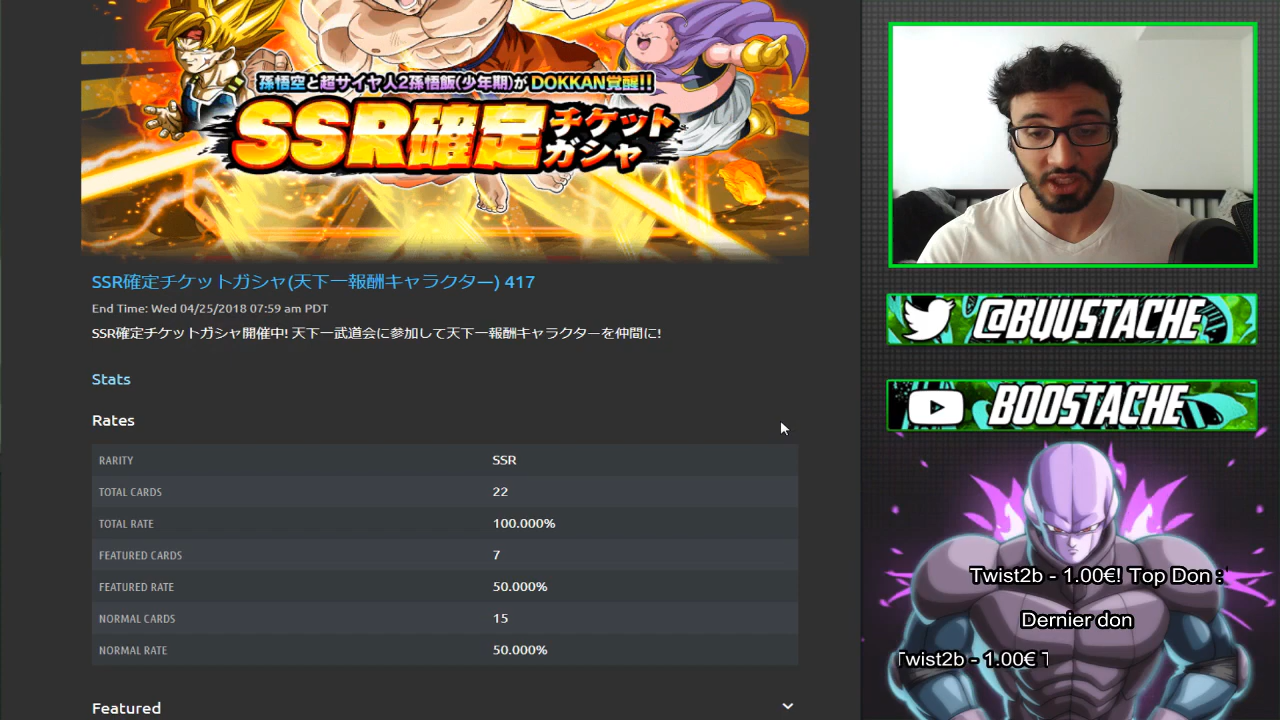 孫悟空と超サイヤ人2孫悟飯(少年期)がDOKKAN覚醒!!
SSR確定チケットガシャ
SSR確定チケットガシャ(天下一報酬キャラクター) 417
End Time: Wed 04/25/2018 07:59 am PDT
SSR確定チケットガシャ開催中! 天下一武道会に参加して天下一報酬キャラクターを仲間に!
Stats
Rates
RARITY SSR
TOTAL CARDS 22
TOTAL RATE 100.000%
FEATURED CARDS 7
FEATURED RATE 50.000%
NORMAL CARDS 15
NORMAL RATE 50.000%
Featured
@BUUSTACHE
BOOSTACHE
Twist2b - 1.00€! Top Don :
Dernier don
Twist2b - 1.00€ T